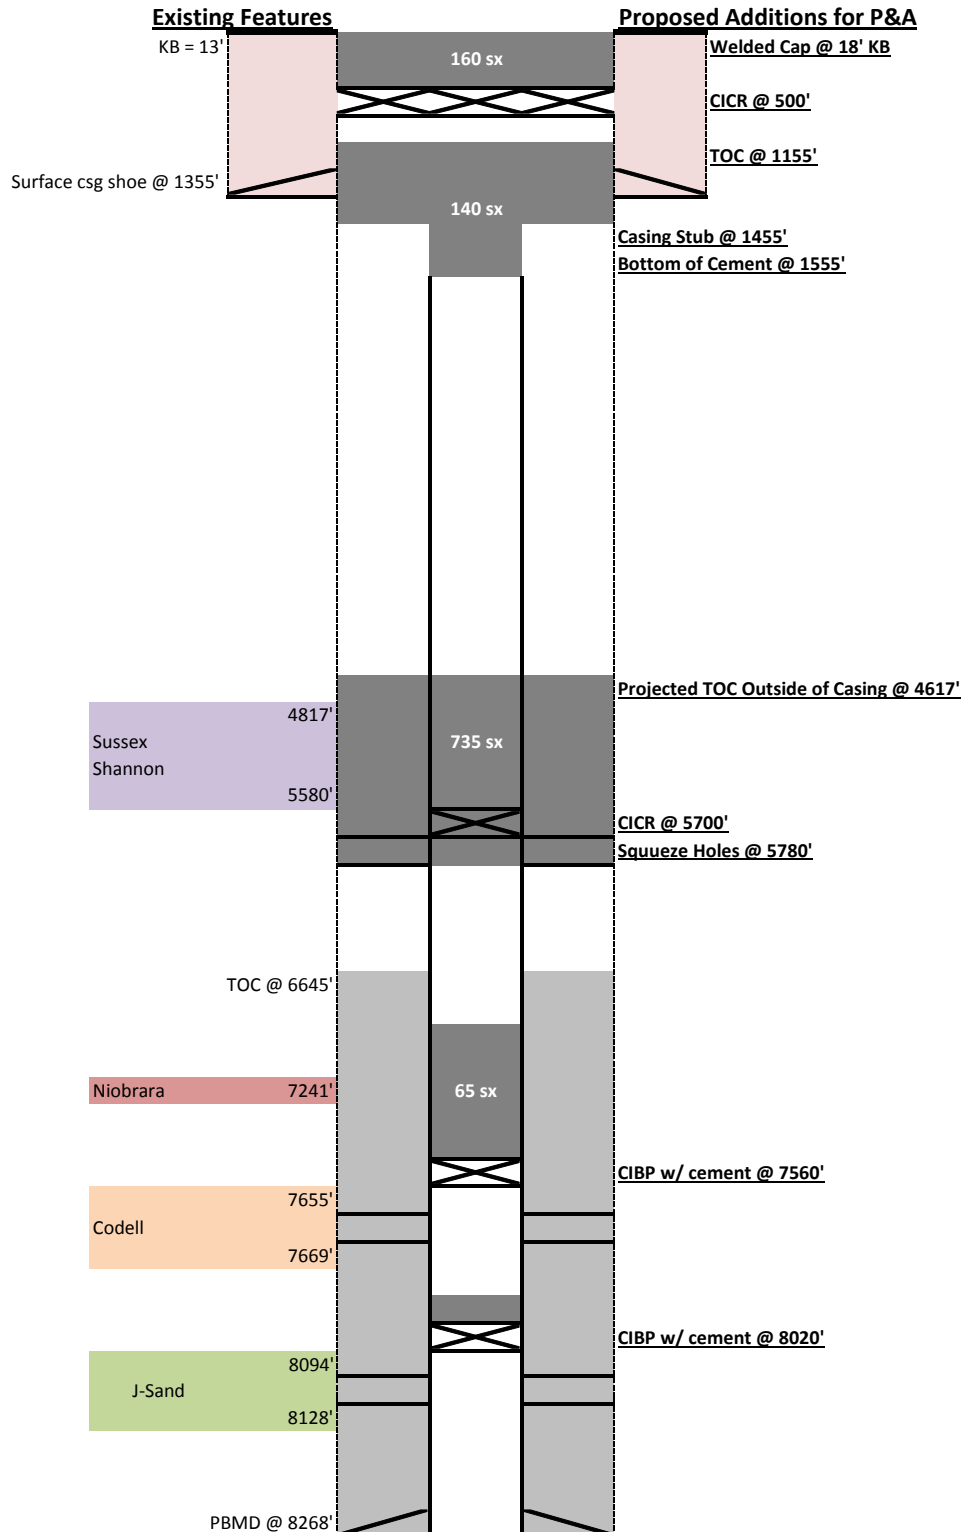 Existing Features
Proposed Additions for P&A
KB = 13'
Welded Cap @ 18' KB
160 sx
CICR @ 500'
TOC @ 1155'
Surface csg shoe @ 1355'
140 sx
Casing Stub @ 1455'
Bottom of Cement @ 1555'
Projected TOC Outside of Casing @ 4617'
4817'
Sussex
735 sx
Shannon
5580'
CICR @ 5700'
Squueze Holes @ 5780'
TOC @ 6645'
Niobrara 7241'
65 sx
CIBP w/ cement @ 7560'
7655'
Codell
7669'
CIBP w/ cement @ 8020'
8094'
J-Sand
8128'
PBMD @ 8268'